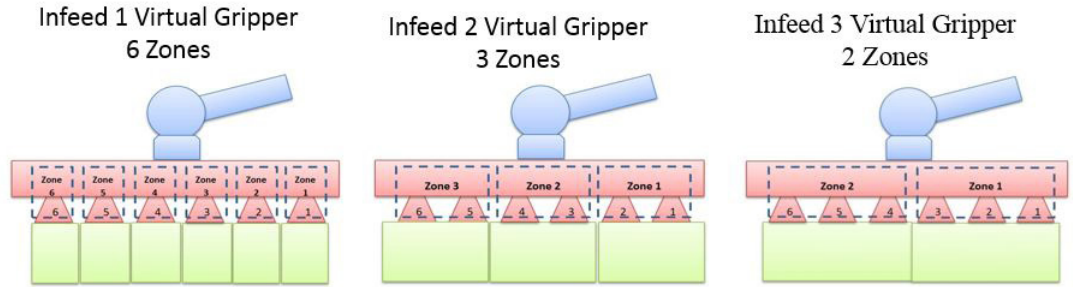 Infeed 1 Virtual Gripper
6 Zones
Zone 6
Zone 5
Zone 4
Zone 3
Zone 2
Zone 1
6
5
4
3
2
1
Infeed 2 Virtual Gripper
3 Zones
Zone 3
Zone 2
Zone 1
6
5
4
3
2
1
Infeed 3 Virtual Gripper
2 Zones
Zone 2
Zone 1
6
5
4
3
2
1